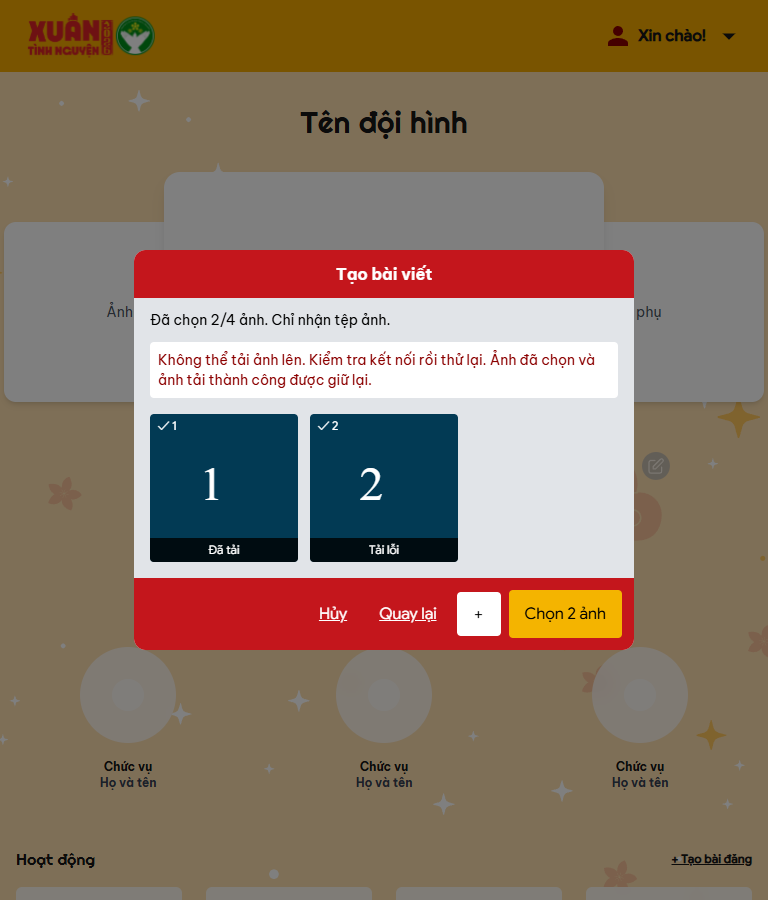 XUÂN
TÌNH NGUYỆN
Xin chào!
Tên đội hình
Ảnh
phụ
Tạo bài viết
Đã chọn 2/4 ảnh. Chỉ nhận tệp ảnh.
Không thể tải ảnh lên. Kiểm tra kết nối rồi thử lại. Ảnh đã chọn và
ảnh tải thành công được giữ lại.
1 2
1 2
Đã tải Tải lỗi
Hủy Quay lại + Chọn 2 ảnh
Chức vụ Chức vụ Chức vụ
Họ và tên Họ và tên Họ và tên
Hoạt động + Tạo bài đăng